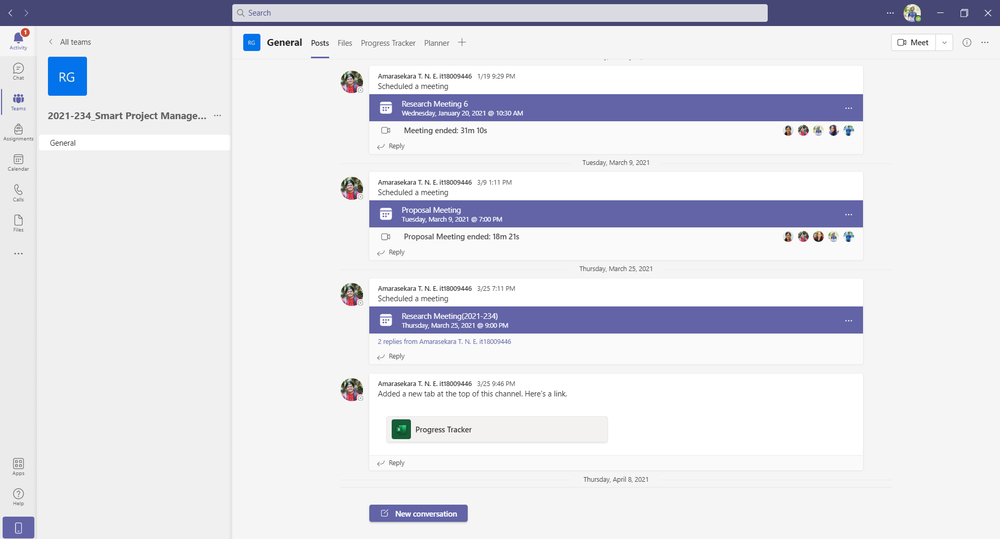 Search
1
Activity
Chat
Teams
Assignments
Calendar
Calls
Files
Apps
Help
All teams
RG
2021-234_Smart Project Manage...
General
RG
General
Posts
Files
Progress Tracker
Planner
Meet
Amarasekara T. N. E. it18009446 1/19 9:29 PM
Scheduled a meeting
Research Meeting 6
Wednesday, January 20, 2021 @ 10:30 AM
Meeting ended: 31m 10s
Reply
Tuesday, March 9, 2021
Amarasekara T. N. E. it18009446 3/9 1:11 PM
Scheduled a meeting
Proposal Meeting
Tuesday, March 9, 2021 @ 7:00 PM
Proposal Meeting ended: 18m 21s
Reply
Thursday, March 25, 2021
Amarasekara T. N. E. it18009446 3/25 7:11 PM
Scheduled a meeting
Research Meeting(2021-234)
Thursday, March 25, 2021 @ 9:00 PM
2 replies from Amarasekara T. N. E. it18009446
Reply
Amarasekara T. N. E. it18009446 3/25 9:46 PM
Added a new tab at the top of this channel. Here's a link.
Progress Tracker
Reply
Thursday, April 8, 2021
New conversation